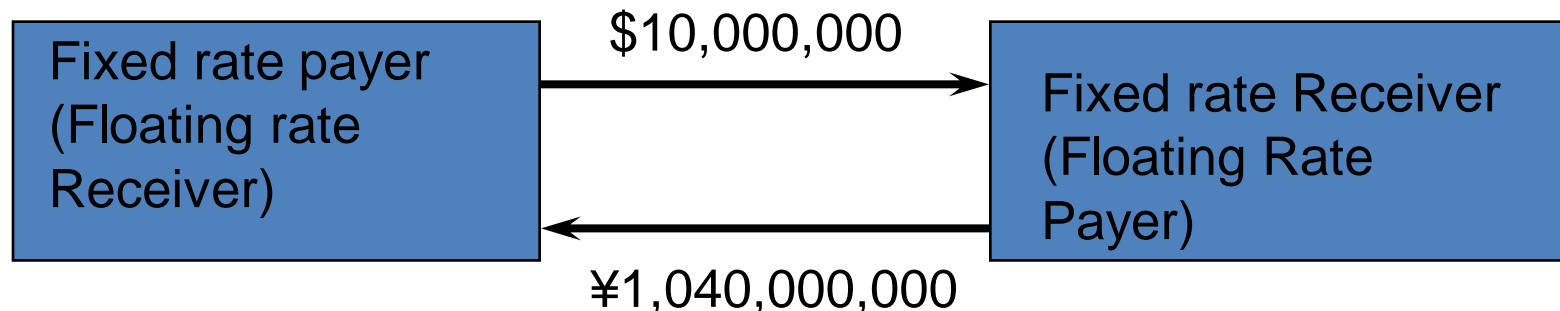 Fixed rate payer
(Floating rate
Receiver)
$10,000,000
Fixed rate Receiver
(Floating Rate
Payer)
¥1,040,000,000